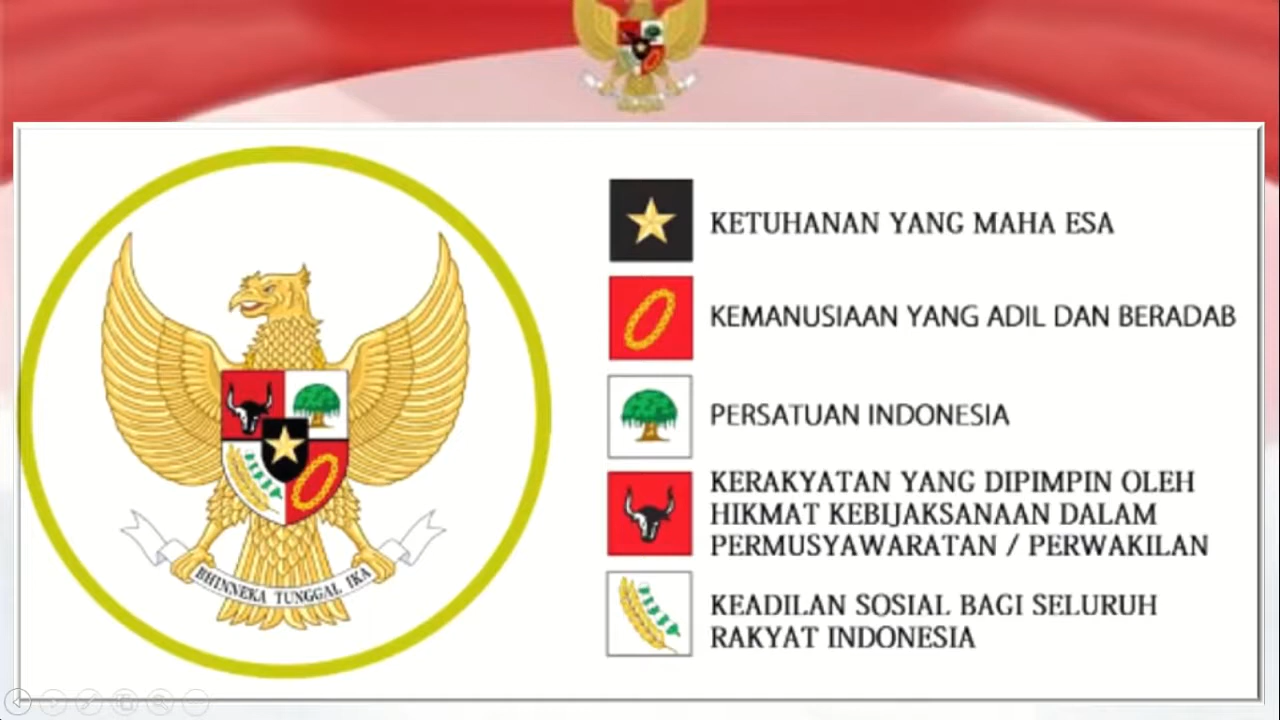 BHINNEKA TUNGGAL IKA
KETUHANAN YANG MAHA ESA
KEMANUSIAAN YANG ADIL DAN BERADAB
PERSATUAN INDONESIA
KERAKYATAN YANG DIPIMPIN OLEH
HIKMAT KEBIJAKSANAAN DALAM
PERMUSYAWARATAN / PERWAKILAN
KEADILAN SOSIAL BAGI SELURUH
RAKYAT INDONESIA